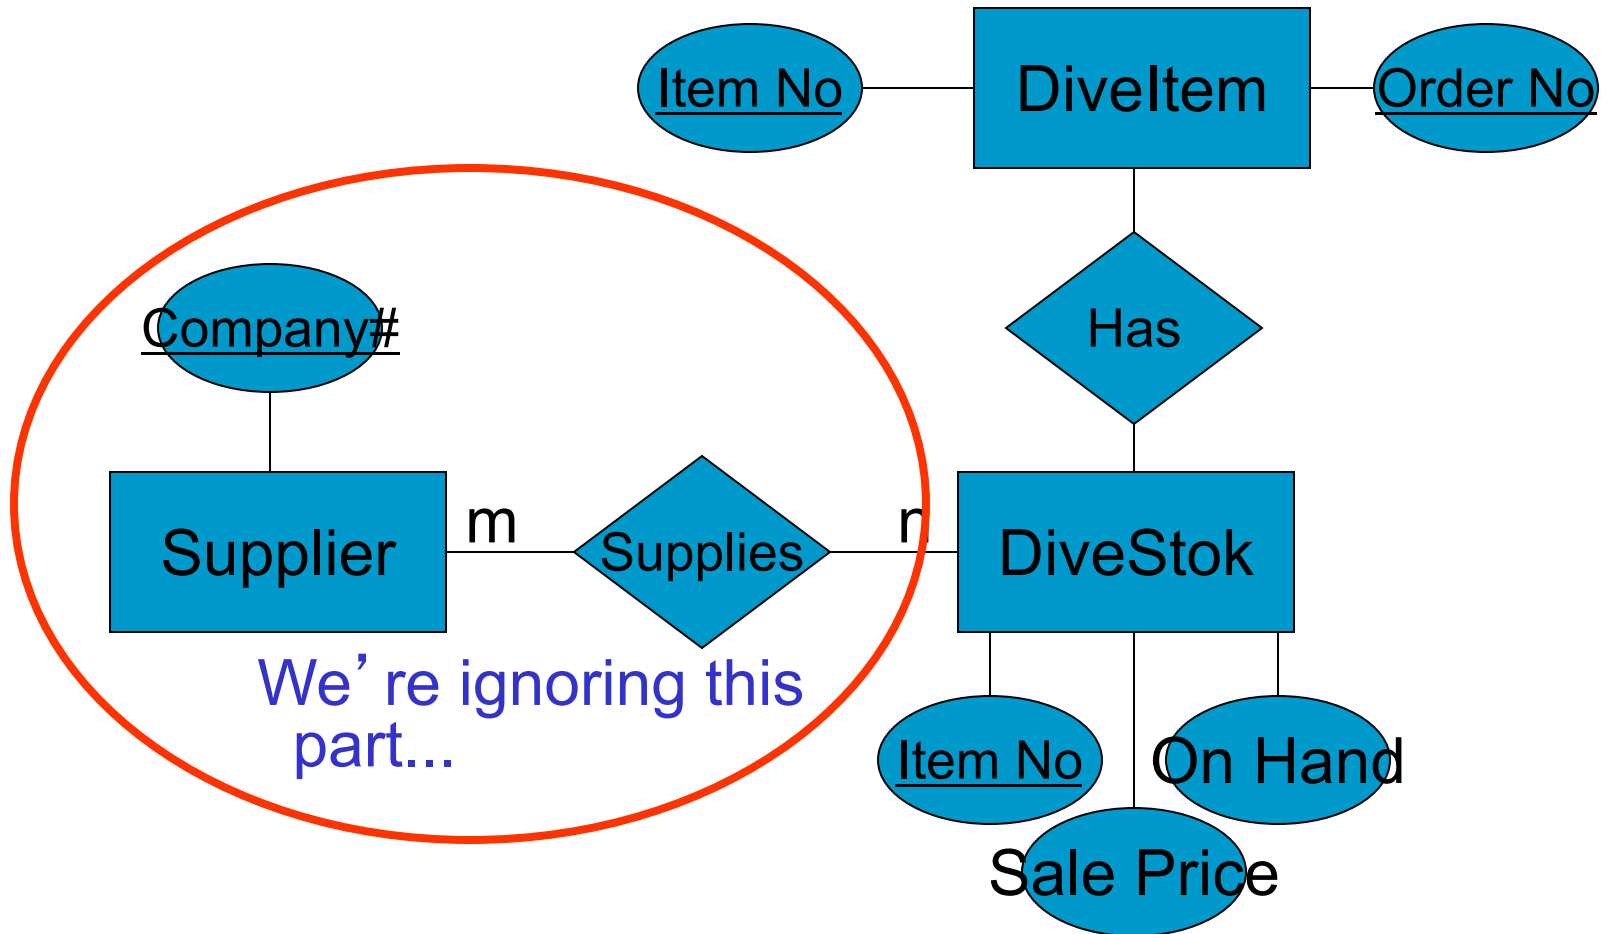 Item No
DiveItem
Order No
Company#
Has
Supplier
m
Supplies
n
DiveStok
We’re ignoring this
part...
Item No
On Hand
Sale Price